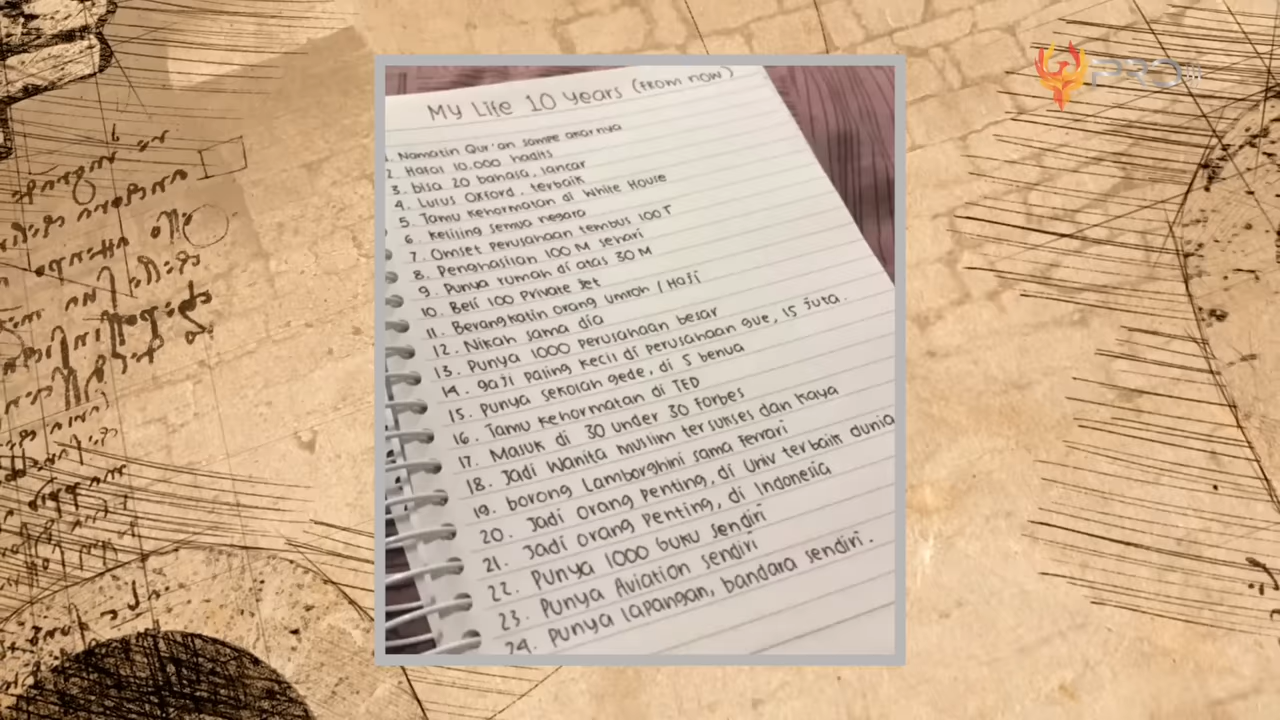 PRO
My Life 10 Years (From now)
1. Namatin Qur'an sampe akarnya
2. Hafal 10.000 hadits
3. bisa 20 bahasa, lancar
4. Lulus Oxford, terbaik
5. Tamu kehormatan di White House
6. keliling semua negara
7. Omset perusahaan tembus 100 T
8. Penghasilan 100 M sehari
9. Punya rumah di atas 30 M
10. Beli 100 Private Jet
11. Berangkatin orang umroh / Haji
12. Nikah sama dia
13. Punya 1000 perusahaan besar
14. gaji paling kecil di perusahaan gue, 15 juta.
15. Punya sekolah gede, di 5 benua
16. Tamu kehormatan di TED
17. Masuk di 30 under 30 Forbes
18. Jadi Wanita Muslim tersukses dan kaya
19. borong Lamborghini sama Ferrari
20. Jadi orang penting, di Univ terbaik dunia
21. Jadi orang Penting, di Indonesia
22. Punya 1000 buku sendiri
23. Punya Aviation sendiri
24. Punya lapangan, bandara sendiri.